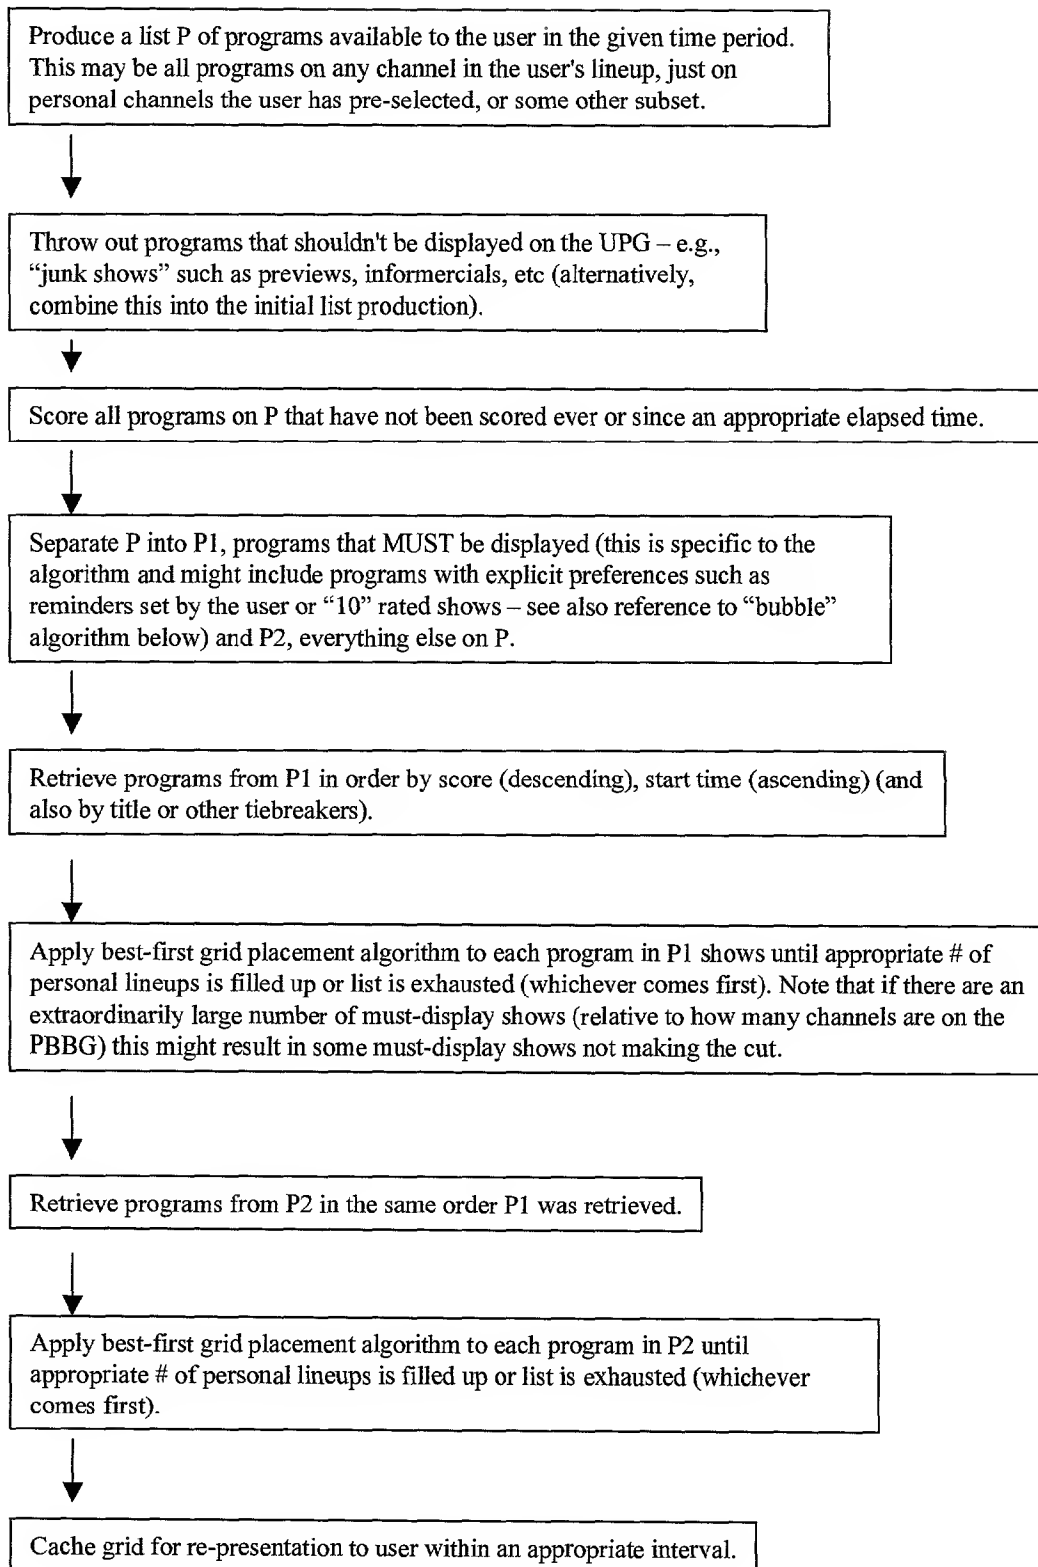 Produce a list P of programs available to the user in the given time period.
This may be all programs on any channel in the user's lineup, just on
personal channels the user has pre-selected, or some other subset.
Throw out programs that shouldn't be displayed on the UPG – e.g.,
“junk shows” such as previews, informercials, etc (alternatively,
combine this into the initial list production).
Score all programs on P that have not been scored ever or since an appropriate elapsed time.
Separate P into P1, programs that MUST be displayed (this is specific to the
algorithm and might include programs with explicit preferences such as
reminders set by the user or “10” rated shows – see also reference to “bubble”
algorithm below) and P2, everything else on P.
Retrieve programs from P1 in order by score (descending), start time (ascending) (and
also by title or other tiebreakers).
Apply best-first grid placement algorithm to each program in P1 shows until appropriate # of
personal lineups is filled up or list is exhausted (whichever comes first). Note that if there are an
extraordinarily large number of must-display shows (relative to how many channels are on the
PBBG) this might result in some must-display shows not making the cut.
Retrieve programs from P2 in the same order P1 was retrieved.
Apply best-first grid placement algorithm to each program in P2 until
appropriate # of personal lineups is filled up or list is exhausted (whichever
comes first).
Cache grid for re-presentation to user within an appropriate interval.